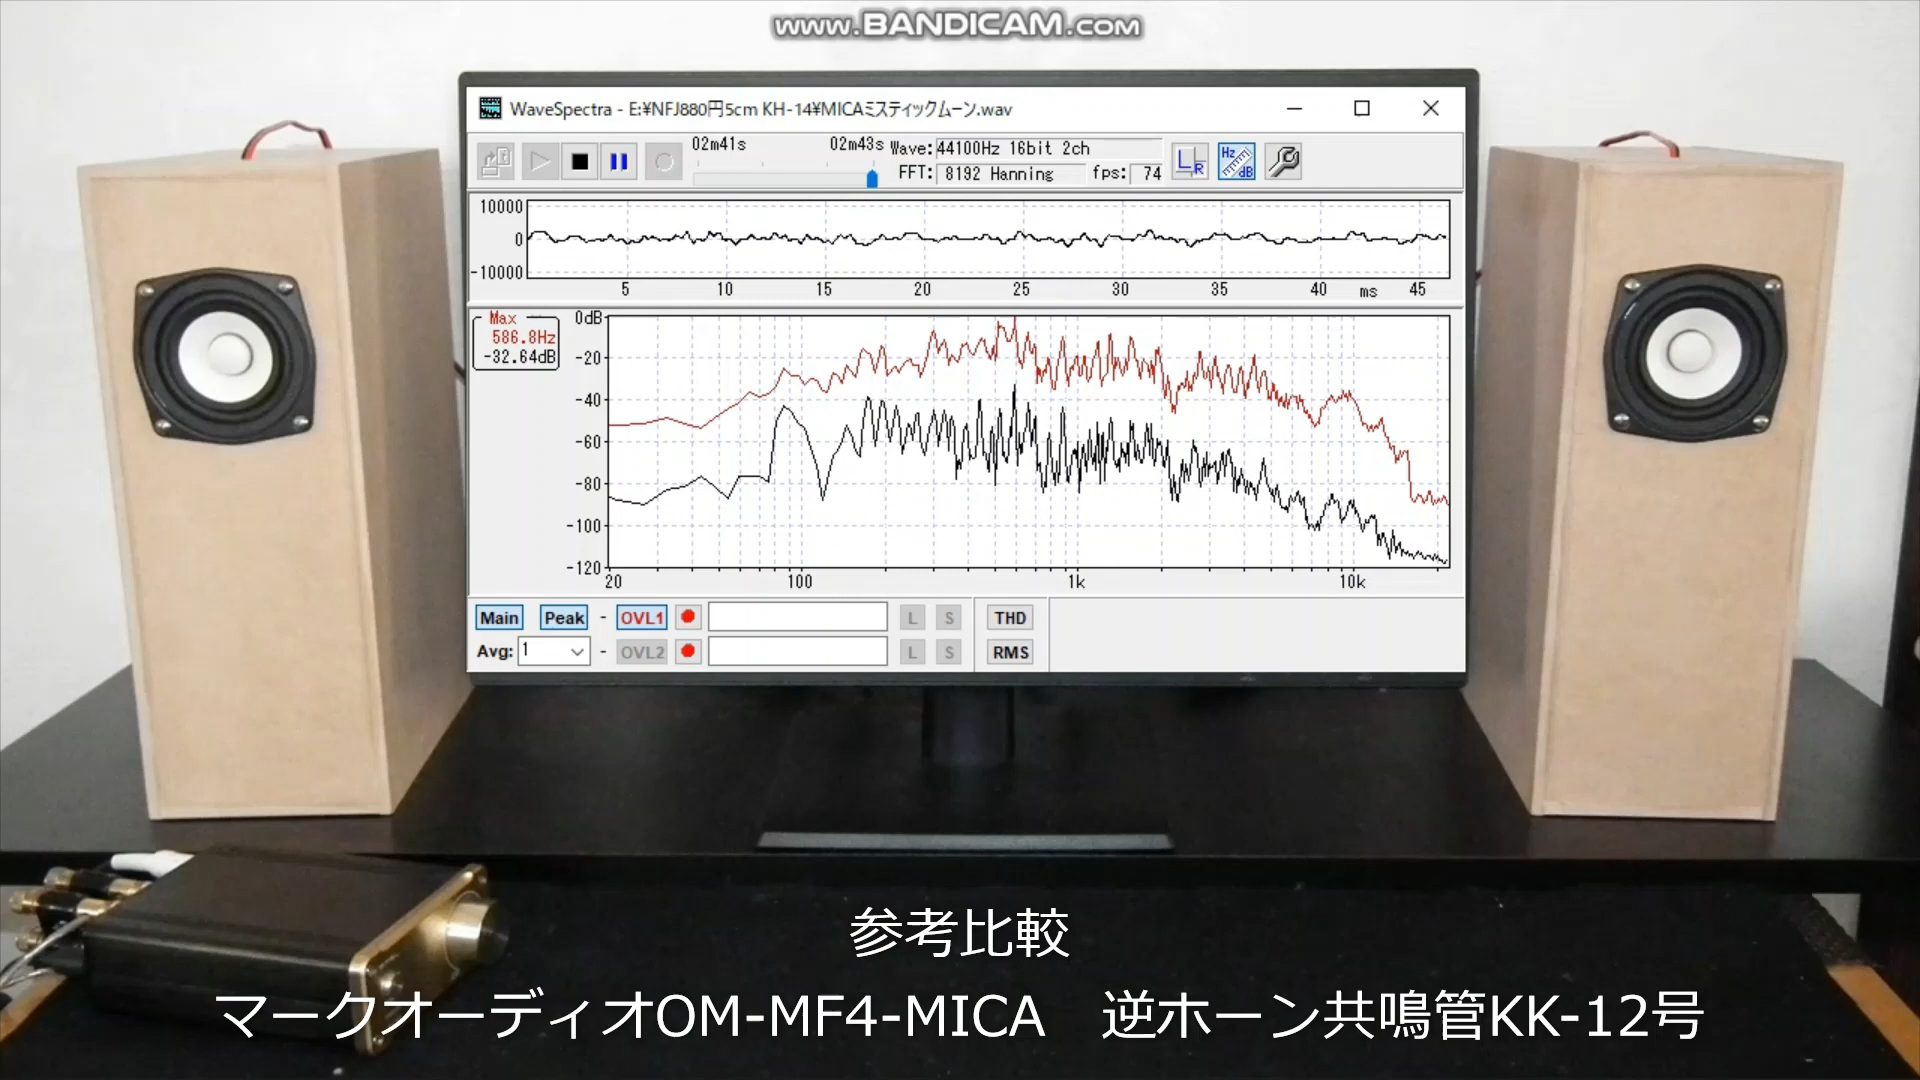 www.BANDICAM.com
WaveSpectra - E:¥NFJ880円5cm KH-14¥MICAミスティックムーン.wav
02m41s 02m43s
Wave: 44100Hz 16bit 2ch
FFT: 8192 Hanning fps: 74
L R
Hz dB
10000
0
-10000
5 10 15 20 25 30 35 40 ms 45
Max
586.8Hz
-32.64dB
0dB
-20
-40
-60
-80
-100
-120
20 100 1k 10k
Main Peak - OVL1 L S THD
Avg: 1 - OVL2 L S RMS
参考比較
マークオーディオOM-MF4-MICA 逆ホーン共鳴管KK-12号